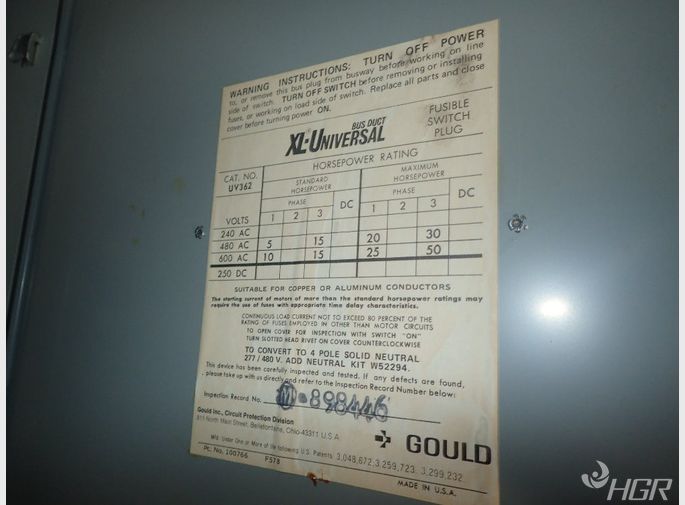 WARNING INSTRUCTIONS: TURN OFF POWER
to, or remove this bus plug from busway before working on line
side of switch. TURN OFF SWITCH before removing or installing
fuses, or working on load side of switch. Replace all parts and close
cover before turning power ON.
XL-UNIVERSAL BUS DUCT
FUSIBLE
SWITCH
PLUG
CAT. NO.
UV362
HORSEPOWER RATING
STANDARD
HORSEPOWER
MAXIMUM
HORSEPOWER
PHASE DC PHASE DC
VOLTS 1 2 3 1 2 3
240 AC
480 AC 5 15 20 30
600 AC 10 15 25 50
250 DC
SUITABLE FOR COPPER OR ALUMINUM CONDUCTORS
The starting current of motors of more than the standard horsepower ratings may
require the use of fuses with appropriate time delay characteristics.
CONTINUOUS LOAD CURRENT NOT TO EXCEED 80 PERCENT OF THE
RATING OF FUSES EMPLOYED IN OTHER THAN MOTOR CIRCUITS
TO OPEN COVER FOR INSPECTION WITH SWITCH "ON"
TURN SLOTTED HEAD RIVET ON COVER COUNTERCLOCKWISE
TO CONVERT TO 4 POLE SOLID NEUTRAL
277 / 480 V. ADD NEUTRAL KIT W52294.
This device has been carefully inspected and tested. If any defects are found,
please take up with us directly and refer to the Inspection Record Number below:
Inspection Record No. M-898446
Gould Inc., Circuit Protection Division
811 North Main Street, Bellefontaine, Ohio-43311 U.S.A
GOULD
Mfd. Under One or More of the following U.S. Patents 3,048,672, 3,259,723, 3,299,232
Pc. No. 100766 F578
MADE IN U.S.A.
HGR